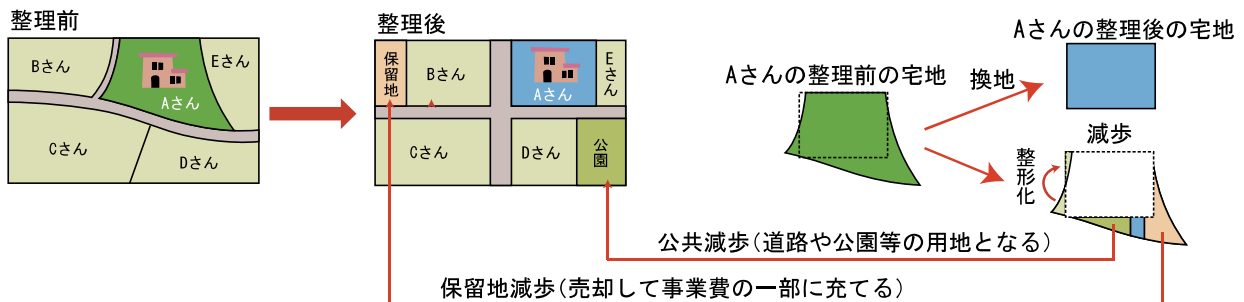 整理前
Bさん
Aさん
Eさん
Cさん
Dさん
整理後
保留地
Bさん
Aさん
Eさん
Cさん
Dさん
公園
Aさんの整理前の宅地
換地
Aさんの整理後の宅地
減歩
整形化
公共減歩(道路や公園等の用地となる)
保留地減歩(売却して事業費の一部に充てる)